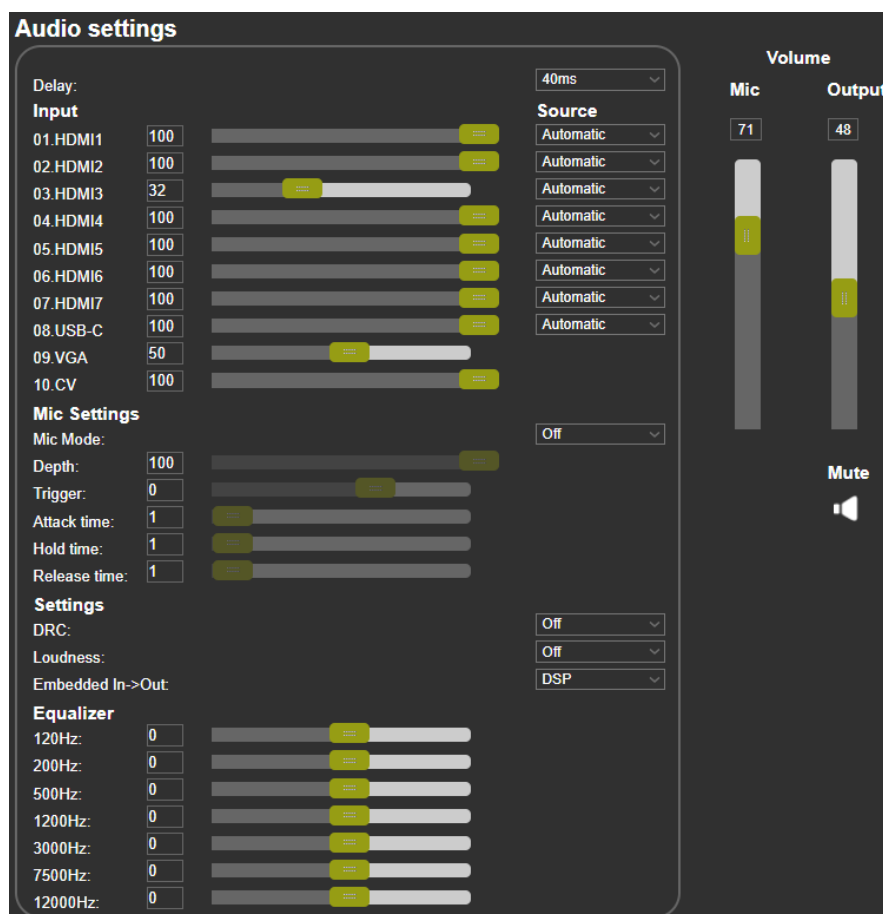 Audio settings
Volume
Delay: 40ms
Mic Output
Input Source
71 48
01.HDMI1 100 Automatic
02.HDMI2 100 Automatic
03.HDMI3 32 Automatic
04.HDMI4 100 Automatic
05.HDMI5 100 Automatic
06.HDMI6 100 Automatic
07.HDMI7 100 Automatic
08.USB-C 100 Automatic
09.VGA 50
10.CV 100
Mic Settings
Mic Mode: Off
Depth: 100
Trigger: 0
Mute
Attack time: 1
Hold time: 1
Release time: 1
Settings
DRC: Off
Loudness: Off
Embedded In->Out: DSP
Equalizer
120Hz: 0
200Hz: 0
500Hz: 0
1200Hz: 0
3000Hz: 0
7500Hz: 0
12000Hz: 0